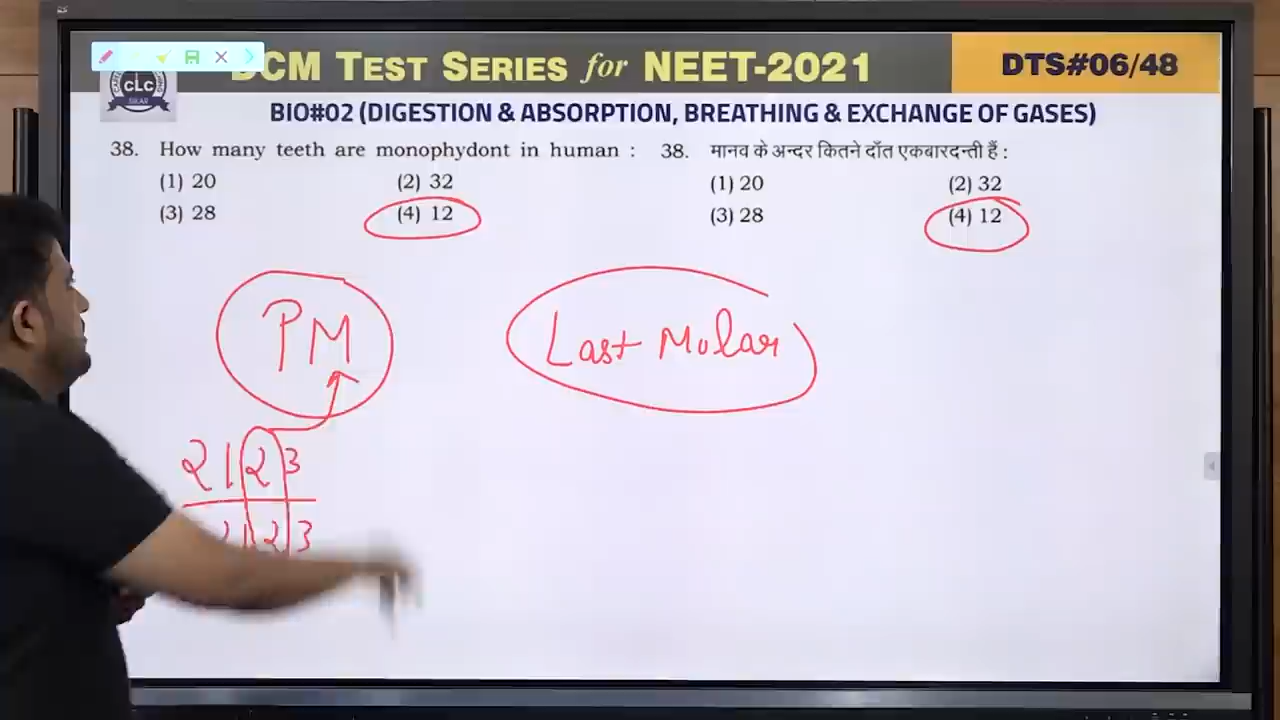 DCM TEST SERIES for NEET-2021
DTS#06/48
CLC
SIKAR
BIO#02 (DIGESTION & ABSORPTION, BREATHING & EXCHANGE OF GASES)
38. How many teeth are monophydont in human :
(1) 20 (2) 32
(3) 28 (4) 12
38. मानव के अन्दर कितने दाँत एकबारदन्ती हैं :
(1) 20 (2) 32
(3) 28 (4) 12
PM
Last Molar
2 1 2 3
2 1 2 3